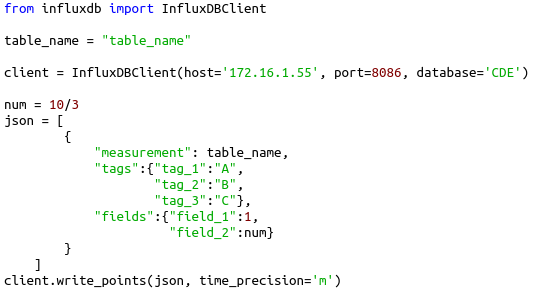 from influxdb import InfluxDBClient
table_name = "table_name"
client = InfluxDBClient(host='172.16.1.55', port=8086, database='CDE')
num = 10/3
json = [
        {
            "measurement": table_name,
            "tags":{"tag_1":"A",
                    "tag_2":"B",
                    "tag_3":"C"},
            "fields":{"field_1":1,
                      "field_2":num}
        }
    ]
client.write_points(json, time_precision='m')